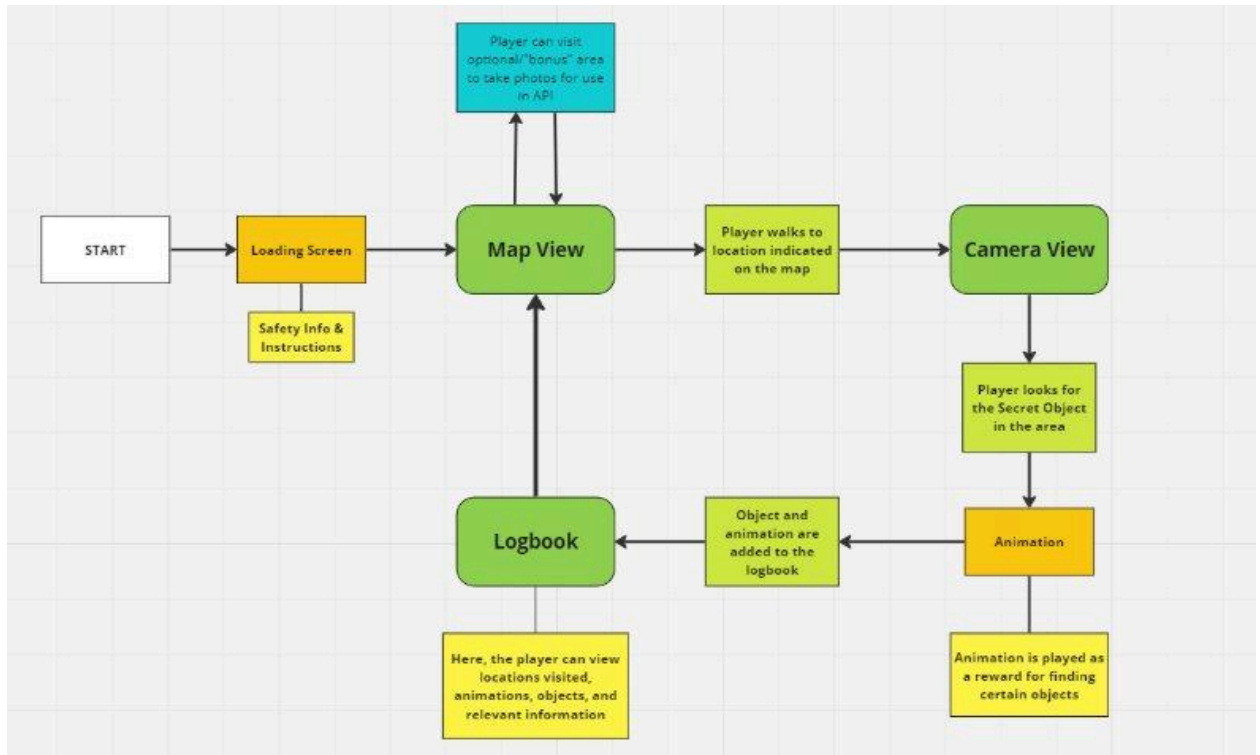 Player can visit
optional/"bonus" area
to take photos for use
in API
START
Loading Screen
Map View
Player walks to
location indicated
on the map
Camera View
Safety Info &
Instructions
Player looks for
the Secret Object
in the area
Logbook
Object and
animation are
added to the
logbook
Animation
Here, the player can view
locations visited,
animations, objects, and
relevant information
Animation is played as
a reward for finding
certain objects